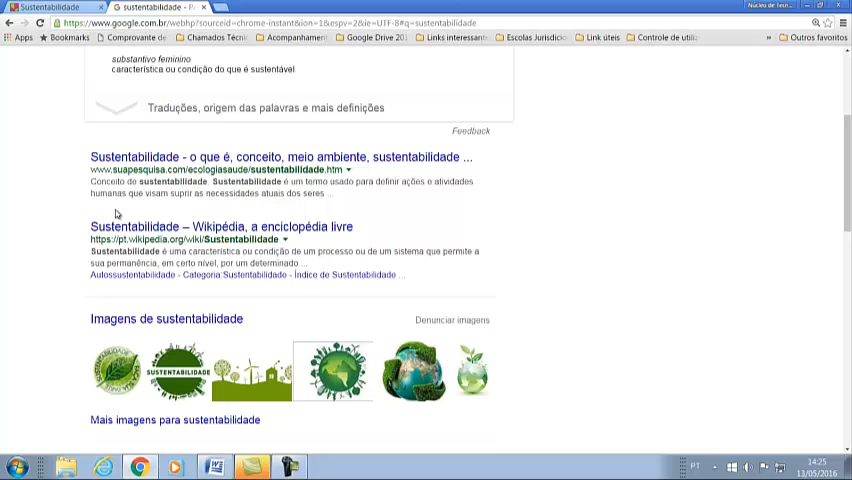 Sustentabilidade
sustentabilidade - P
Núcleo de
https://www.google.com.br/webhp?sourceid=chrome-instant&ion=1&espv=2&ie=UTF-8#q=sustentabilidade
Apps Bookmarks Comprovante de Chamados Técnic Acompanhamen Google Drive 201 Links interessante Escolas Jurisdicio Link úteis Controle de utiliz » Outros favoritos
substantivo feminino
característica ou condição do que é sustentável.
Traduções, origem das palavras e mais definições
Feedback
Sustentabilidade - o que é, conceito, meio ambiente, sustentabilidade ...
www.suapesquisa.com/ecologiasaude/sustentabilidade.htm
Conceito de sustentabilidade. Sustentabilidade é um termo usado para definir ações e atividades
humanas que visam suprir as necessidades atuais dos seres ...
Sustentabilidade – Wikipédia, a enciclopédia livre
https://pt.wikipedia.org/wiki/Sustentabilidade
Sustentabilidade é uma característica ou condição de um processo ou de um sistema que permite a
sua permanência, em certo nível, por um determinado ...
Autossustentabilidade - Categoria:Sustentabilidade - Índice de Sustentabilidade ...
Imagens de sustentabilidade
Denunciar imagens
SUSTENTABILIDADE
Mais imagens para sustentabilidade
PT
14:25
13/05/2016